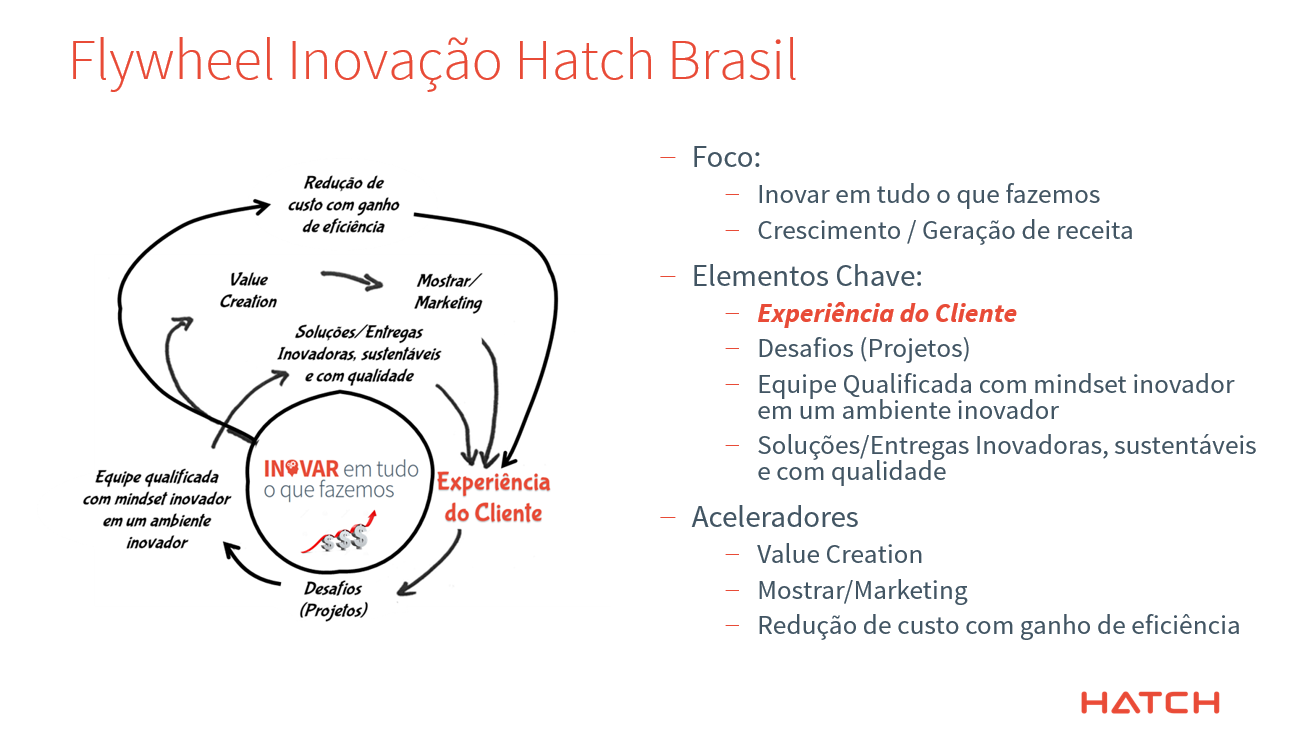 Flywheel Inovação Hatch Brasil
Redução de
custo com ganho
de eficiência
Value
Creation
Mostrar/
Marketing
Soluções/Entregas
Inovadoras, sustentáveis
e com qualidade
INOVAR em tudo
o que fazemos
$ $ $
Equipe qualificada
com mindset inovador
em um ambiente
inovador
Experiência
do Cliente
Desafios
(Projetos)
– Foco:
– Inovar em tudo o que fazemos
– Crescimento / Geração de receita
– Elementos Chave:
– Experiência do Cliente
– Desafios (Projetos)
– Equipe Qualificada com mindset inovador
em um ambiente inovador
– Soluções/Entregas Inovadoras, sustentáveis
e com qualidade
– Aceleradores
– Value Creation
– Mostrar/Marketing
– Redução de custo com ganho de eficiência
HATCH